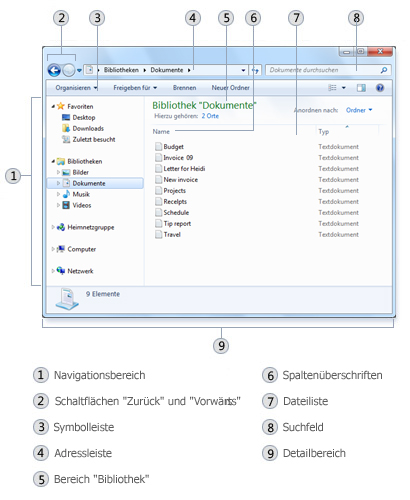 2 3 4 5 6 7 8
Bibliotheken Dokumente Dokumente durchsuchen
Organisieren Freigeben für Brennen Neuer Ordner
Favoriten
Desktop
Downloads
Zuletzt besucht
Bibliotheken
Bilder
Dokumente
Musik
Videos
Heimnetzgruppe
Computer
Netzwerk
Bibliothek "Dokumente"
Hierzu gehören: 2 Orte
Anordnen nach: Ordner
Name Typ
Budget Textdokument
Invoice 09 Textdokument
Letter for Heidi Textdokument
New invoice Textdokument
Projects Textdokument
Receipts Textdokument
Schedule Textdokument
Tip report Textdokument
Travel Textdokument
1
9 Elemente
9
1 Navigationsbereich
2 Schaltflächen "Zurück" und "Vorwärts"
3 Symbolleiste
4 Adressleiste
5 Bereich "Bibliothek"
6 Spaltenüberschriften
7 Dateiliste
8 Suchfeld
9 Detailbereich